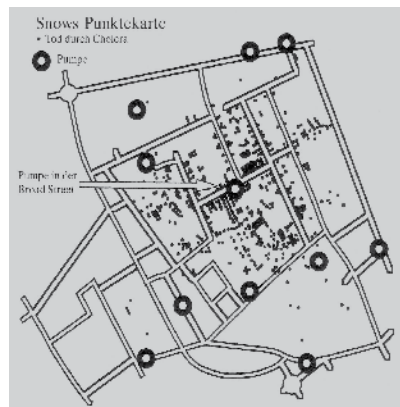 Snows Punktekarte
• Tod durch Cholera
Pumpe
Pumpe in der
Broad Street